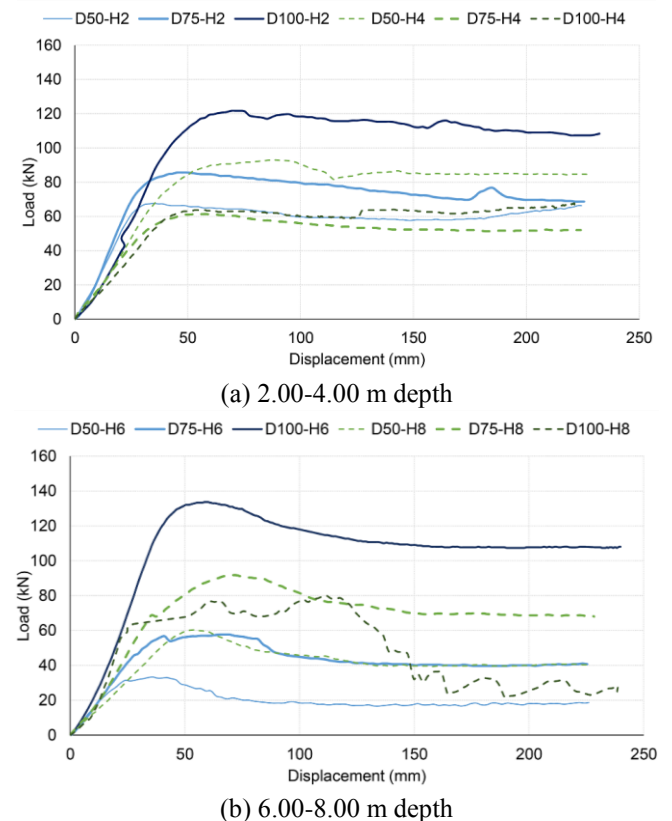 D50-H2 D75-H2 D100-H2 D50-H4 D75-H4 D100-H4
160
140
120
100
80
60
40
20
0
Load (kN)
0 50 100 150 200 250
Displacement (mm)
(a) 2.00-4.00 m depth
D50-H6 D75-H6 D100-H6 D50-H8 D75-H8 D100-H8
160
140
120
100
80
60
40
20
0
Load (kN)
0 50 100 150 200 250
Displacement (mm)
(b) 6.00-8.00 m depth